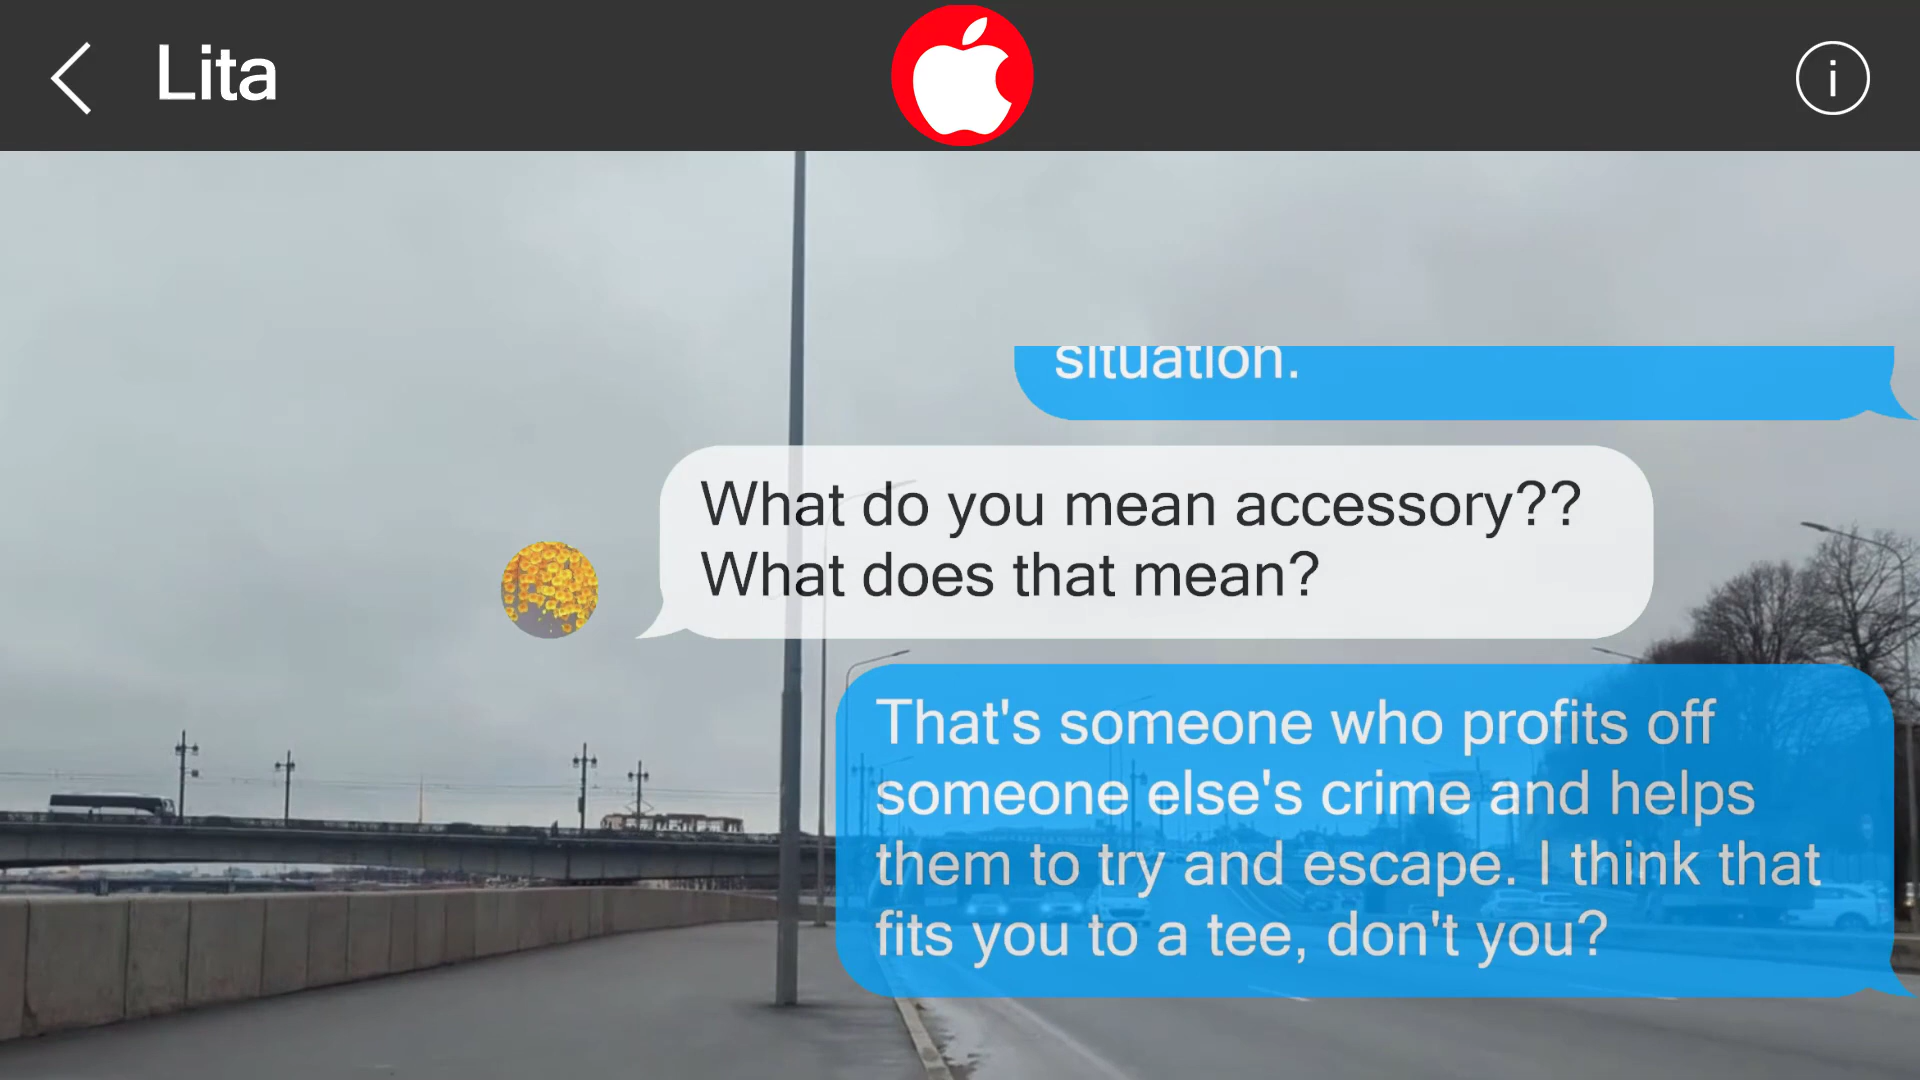 Lita
situation.
What do you mean accessory??
What does that mean?
That's someone who profits off
someone else's crime and helps
them to try and escape. I think that
fits you to a tee, don't you?